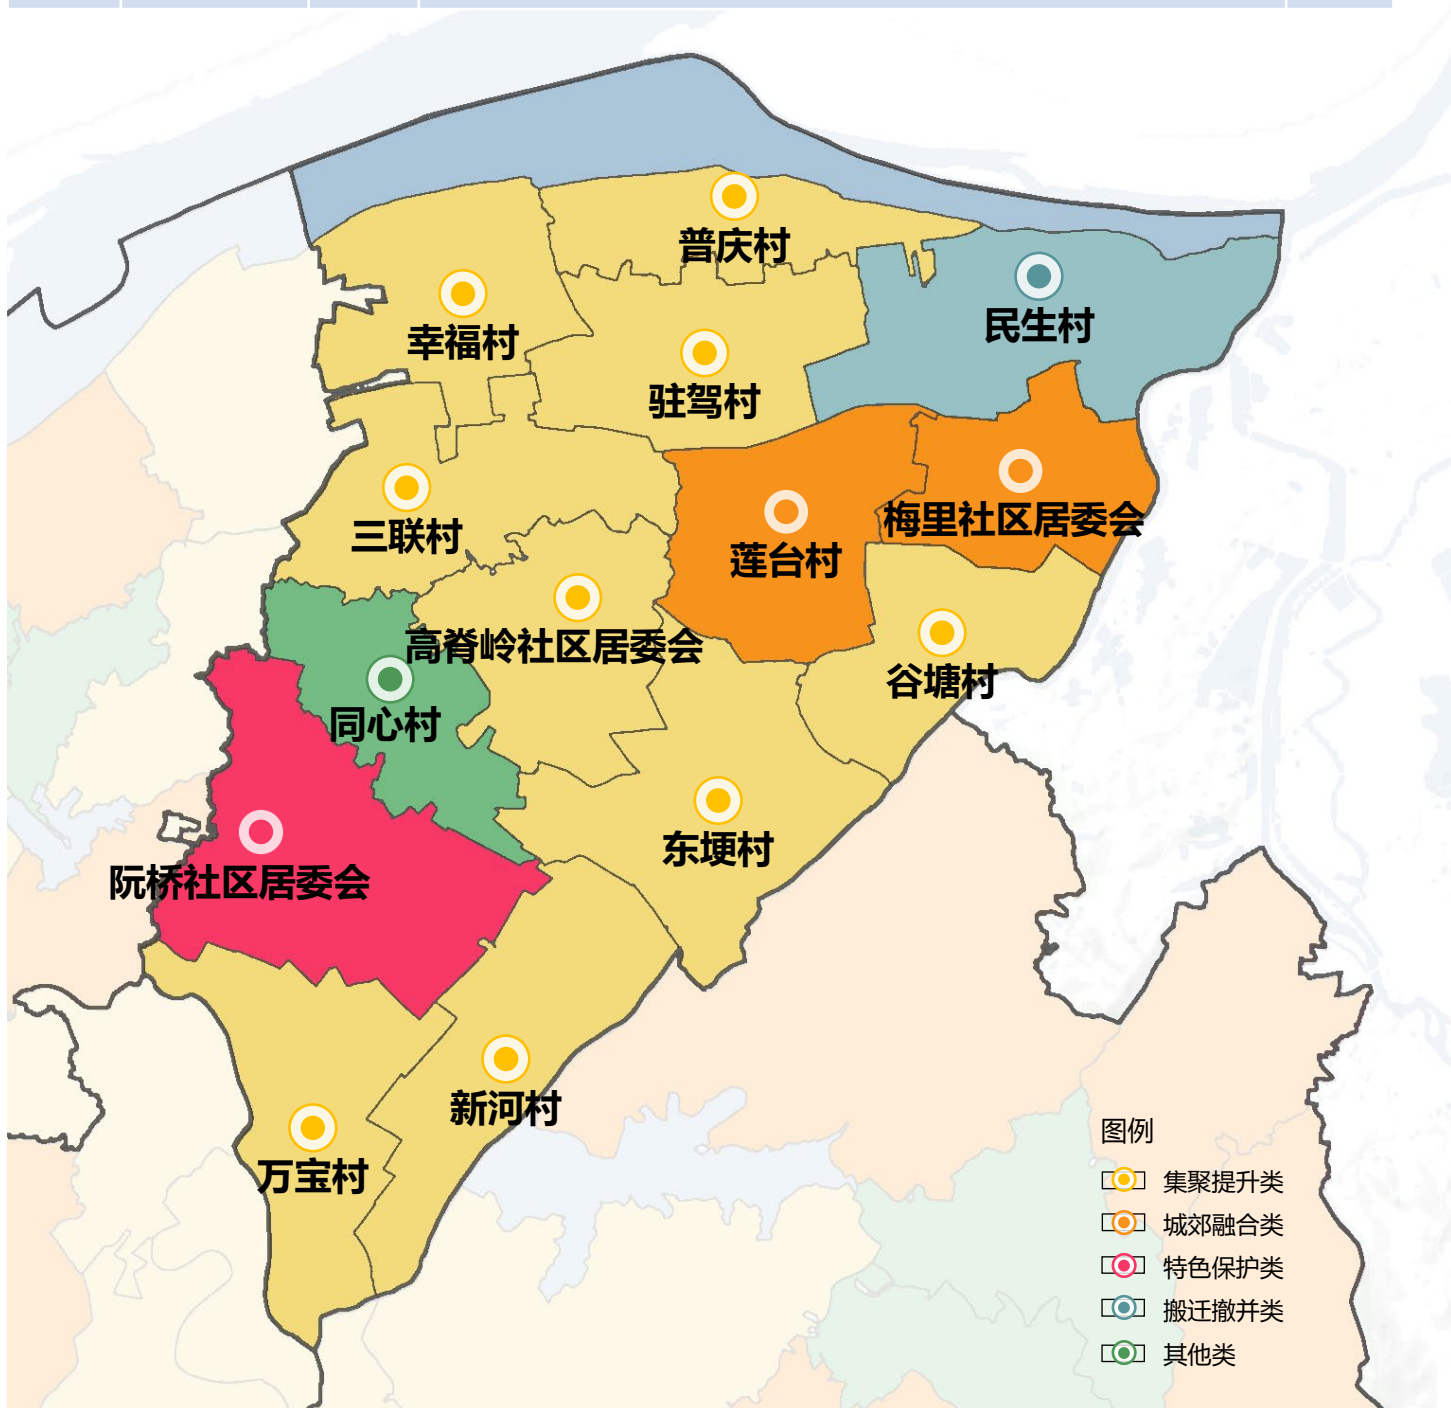 普庆村
民生村
幸福村
驻驾村
三联村
莲台村
梅里社区居委会
高脊岭社区居委会
谷塘村
同心村
东埂村
阮桥社区居委会
新河村
万宝村
图例
集聚提升类
城郊融合类
特色保护类
搬迁撤并类
其他类